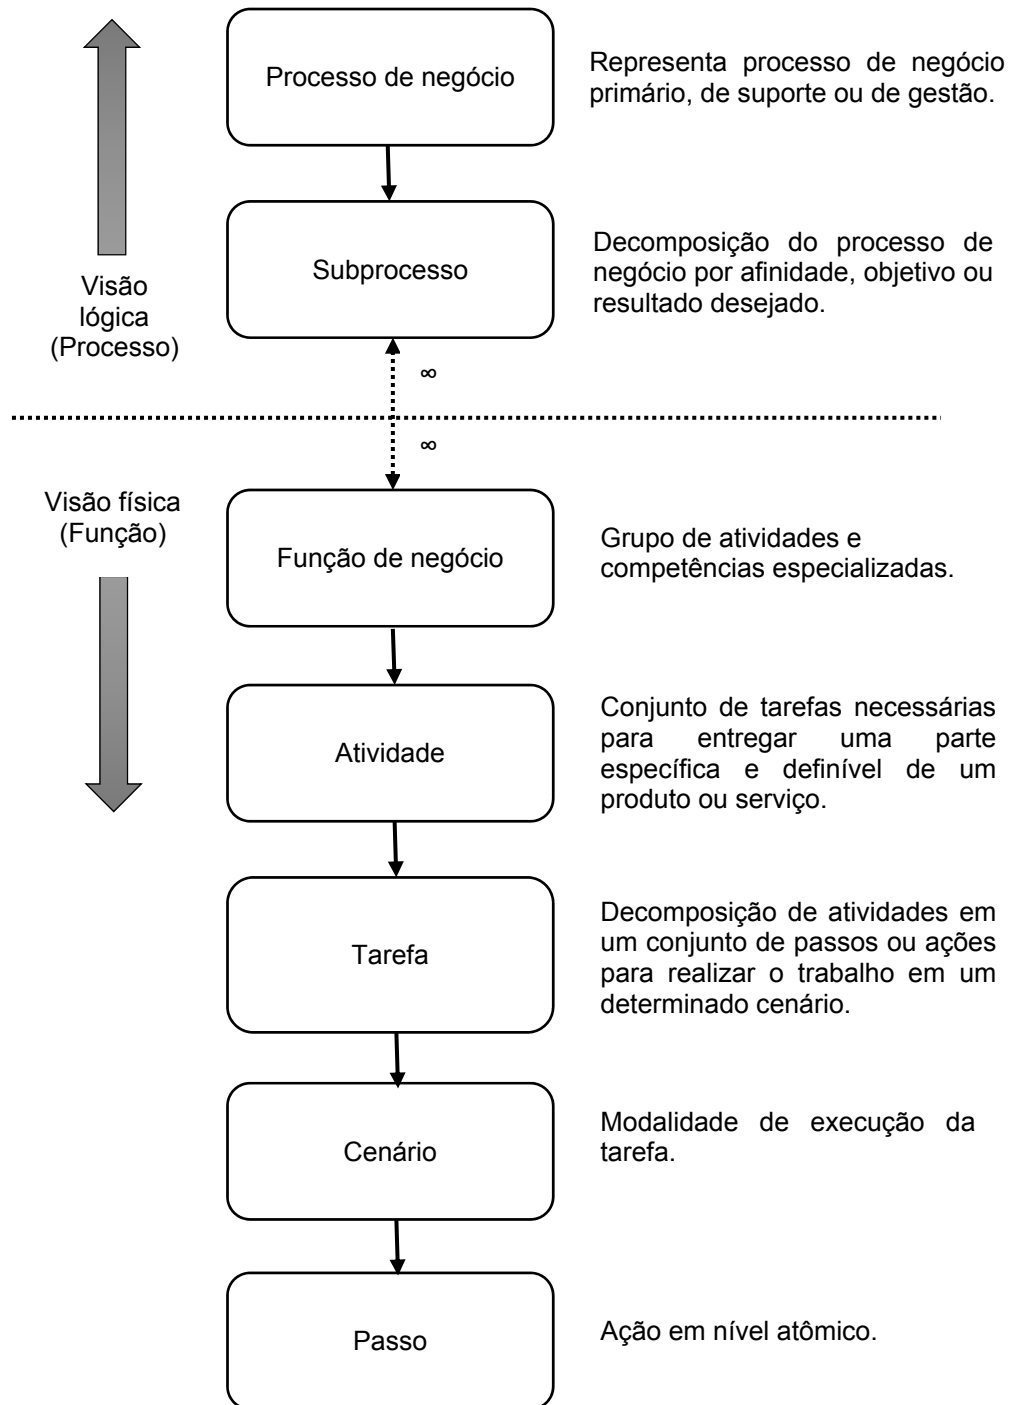 Processo de negócio
Representa processo de negócio
primário, de suporte ou de gestão.
Subprocesso
Decomposição do processo de
negócio por afinidade, objetivo ou
resultado desejado.
Visão
lógica
(Processo)
∞
∞
Visão física
(Função)
Função de negócio
Grupo de atividades e
competências especializadas.
Atividade
Conjunto de tarefas necessárias
para entregar uma parte
específica e definível de um
produto ou serviço.
Tarefa
Decomposição de atividades em
um conjunto de passos ou ações
para realizar o trabalho em um
determinado cenário.
Cenário
Modalidade de execução da
tarefa.
Passo
Ação em nível atômico.